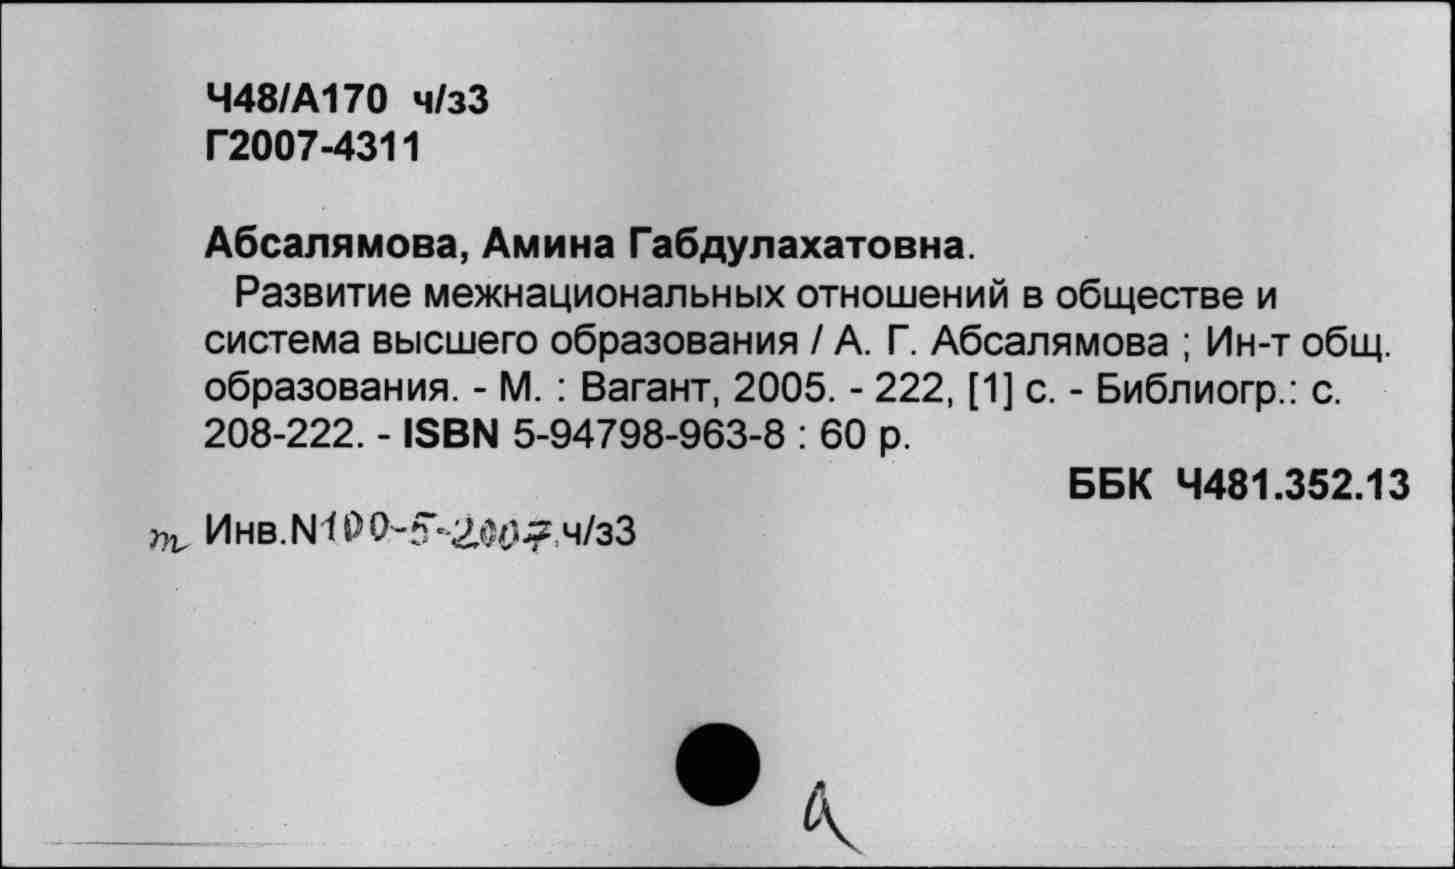 Ч48/А170 ч/з3
Г2007-4311
Абсалямова, Амина Габдулахатовна.
Развитие межнациональных отношений в обществе и
система высшего образования / А. Г. Абсалямова ; Ин-т общ.
образования. - М. : Вагант, 2005. - 222, [1] с. - Библиогр.: с.
208-222. - ISBN 5-94798-963-8 : 60 р.
ББК Ч481.352.13
Инв.N100-5-2007.ч/з3